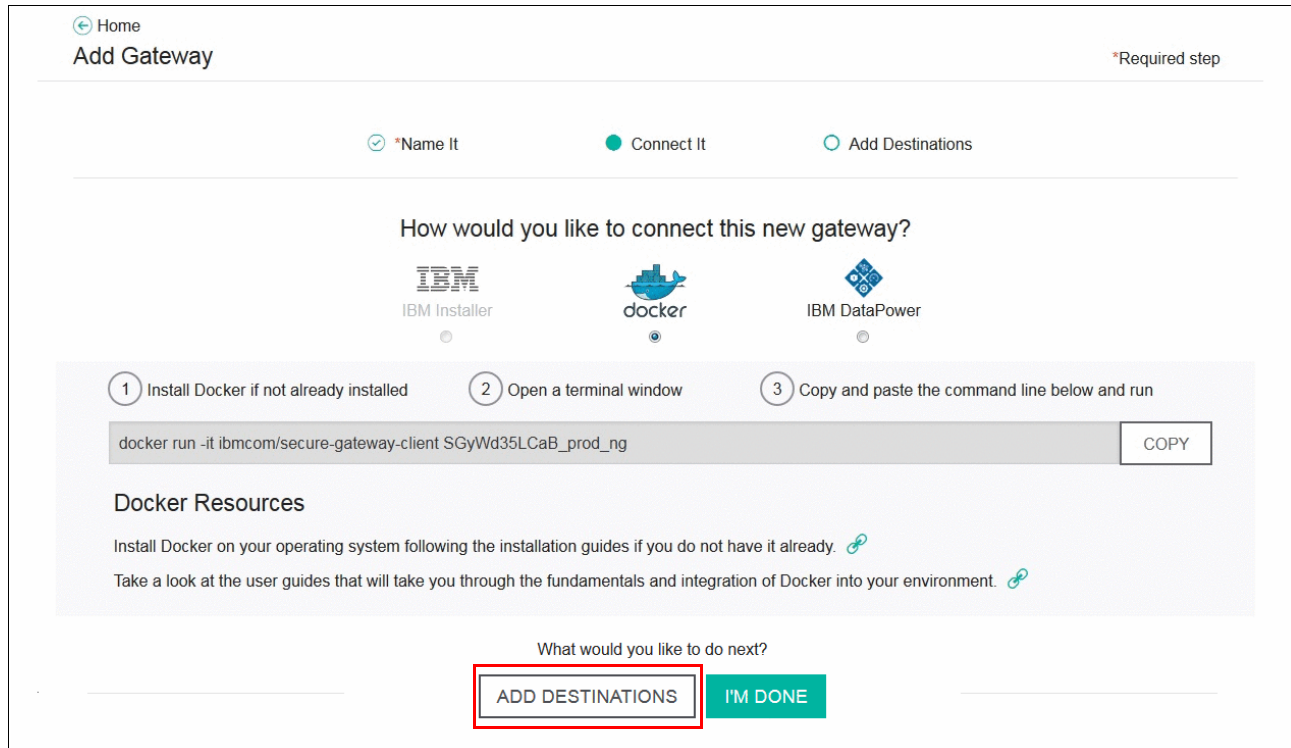 Home
Add Gateway
*Required step
*Name It
Connect It
Add Destinations
How would you like to connect this new gateway?
IBM
IBM Installer
docker
IBM DataPower
1 Install Docker if not already installed
2 Open a terminal window
3 Copy and paste the command line below and run
docker run -it ibmcom/secure-gateway-client SGyWd35LCaB_prod_ng
COPY
Docker Resources
Install Docker on your operating system following the installation guides if you do not have it already.
Take a look at the user guides that will take you through the fundamentals and integration of Docker into your environment.
What would you like to do next?
ADD DESTINATIONS
I'M DONE